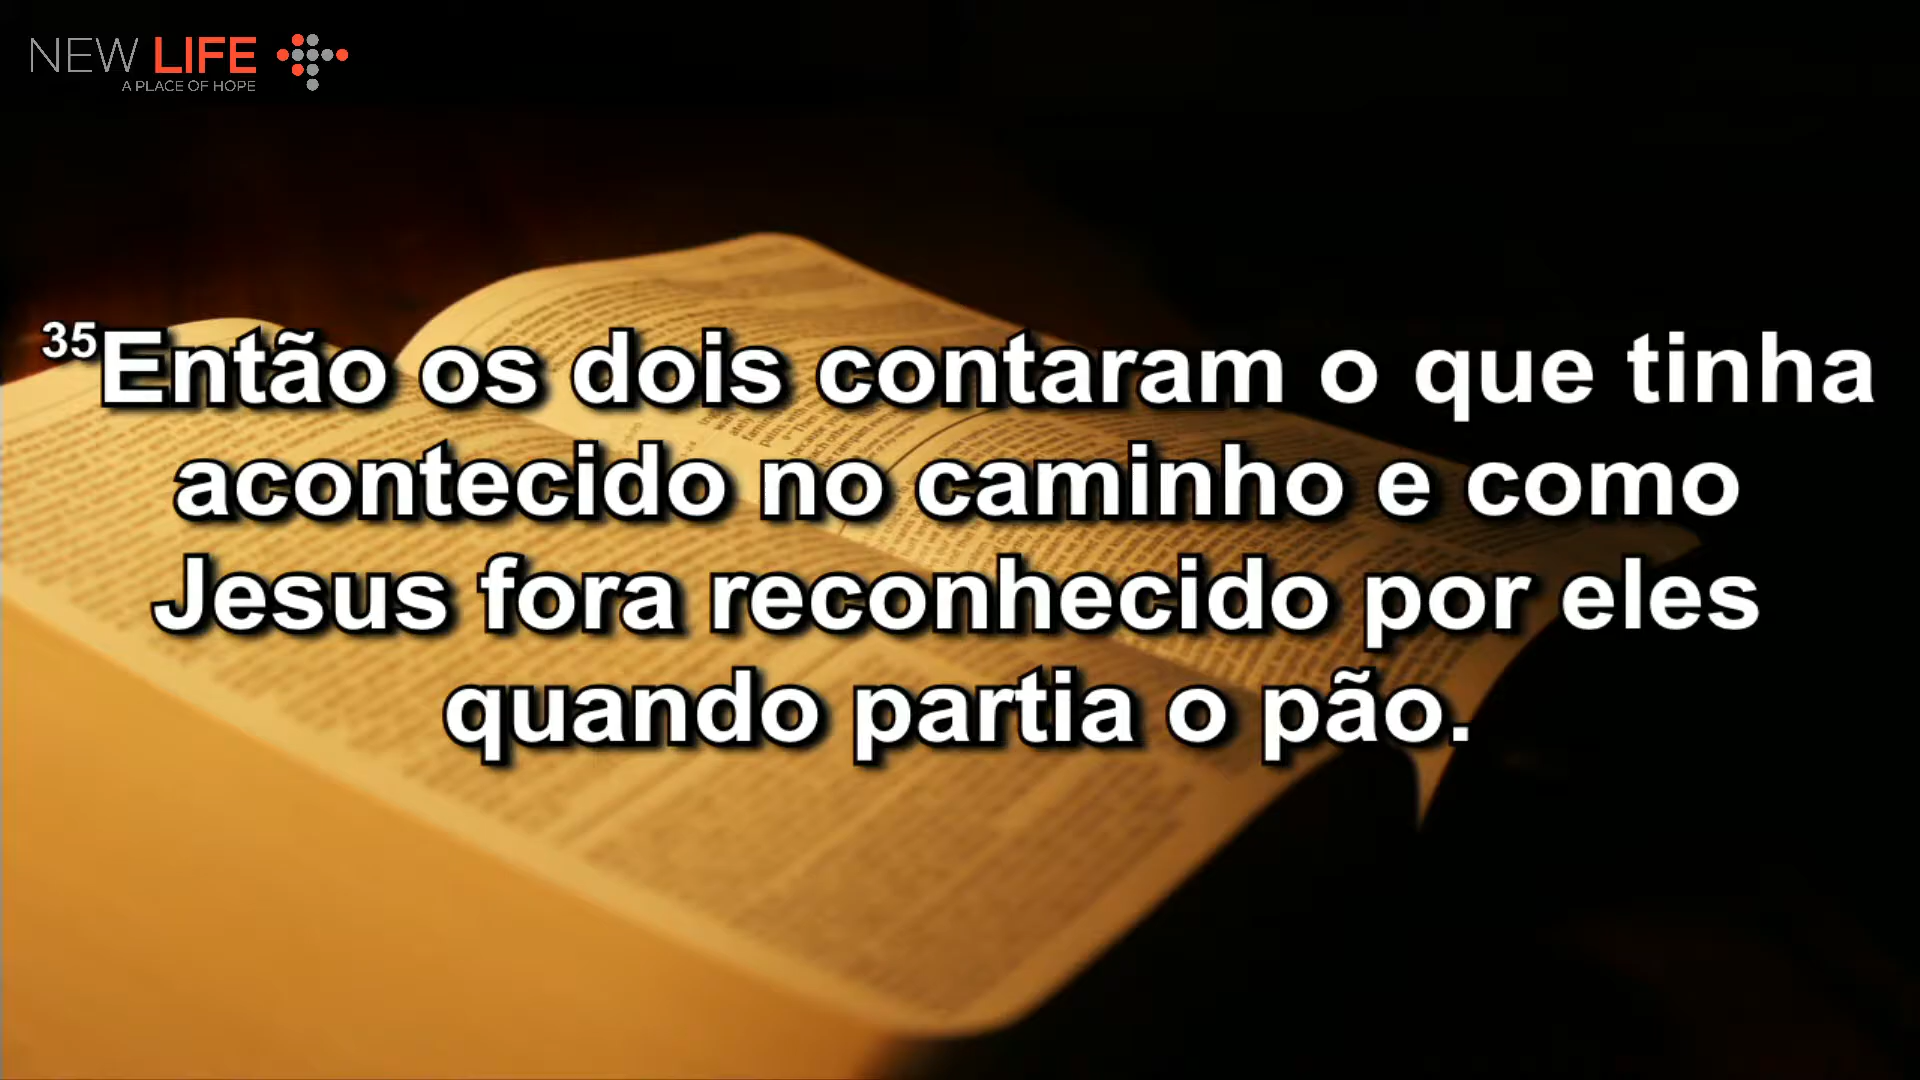 NEW LIFE
A PLACE OF HOPE
35Então os dois contaram o que tinha
acontecido no caminho e como
Jesus fora reconhecido por eles
quando partia o pão.